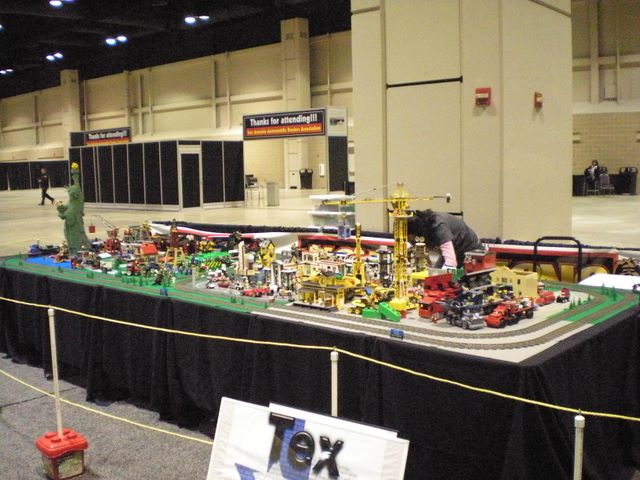 Thanks for attending!!!
San Antonio Automobile Dealers Association
Thanks for attending!!!
Tex